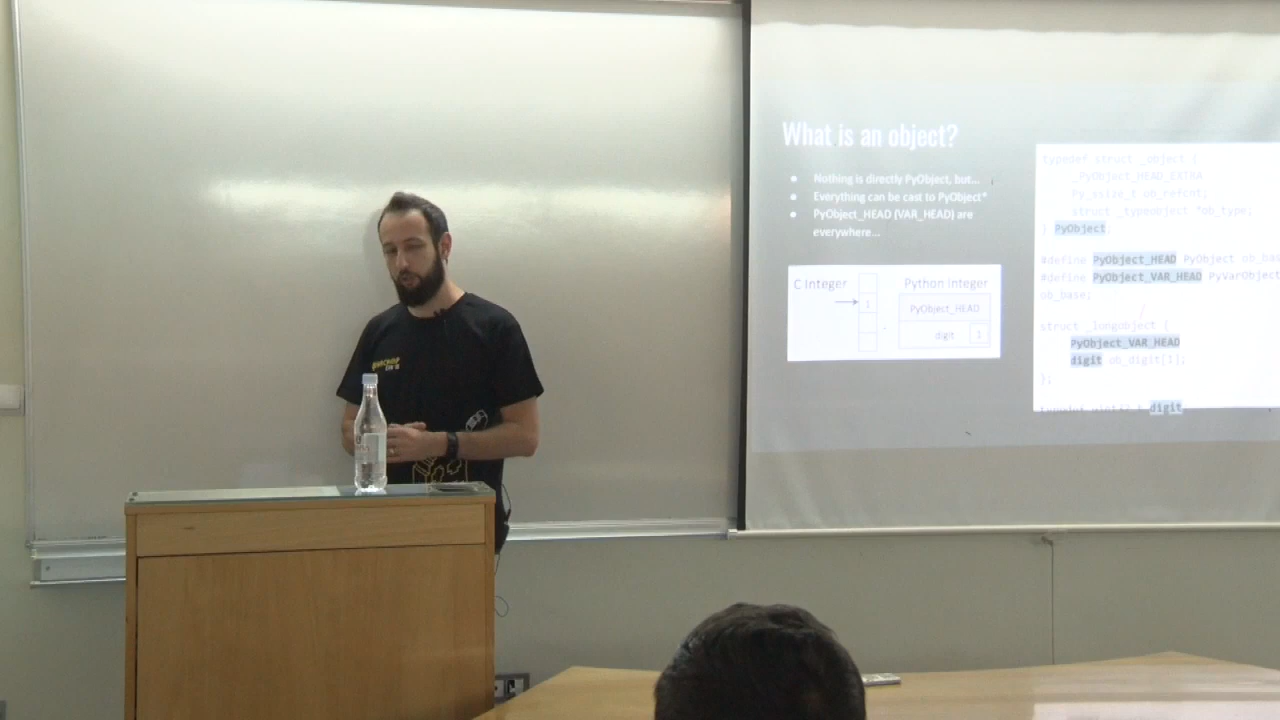 What is an object?
● Nothing is directly PyObject, but...
● Everything can be cast to PyObject*
● PyObject_HEAD (VAR_HEAD) are
everywhere...
C Integer
1
Python Integer
PyObject_HEAD
digit 1
typedef struct _object {
_PyObject_HEAD_EXTRA
Py_ssize_t ob_refcnt;
struct _typeobject *ob_type;
} PyObject;
#define PyObject_HEAD PyObject ob_bas
#define PyObject_VAR_HEAD PyVarObject
ob_base;
struct _longobject {
PyObject_VAR_HEAD
digit ob_digit[1];
};
digit